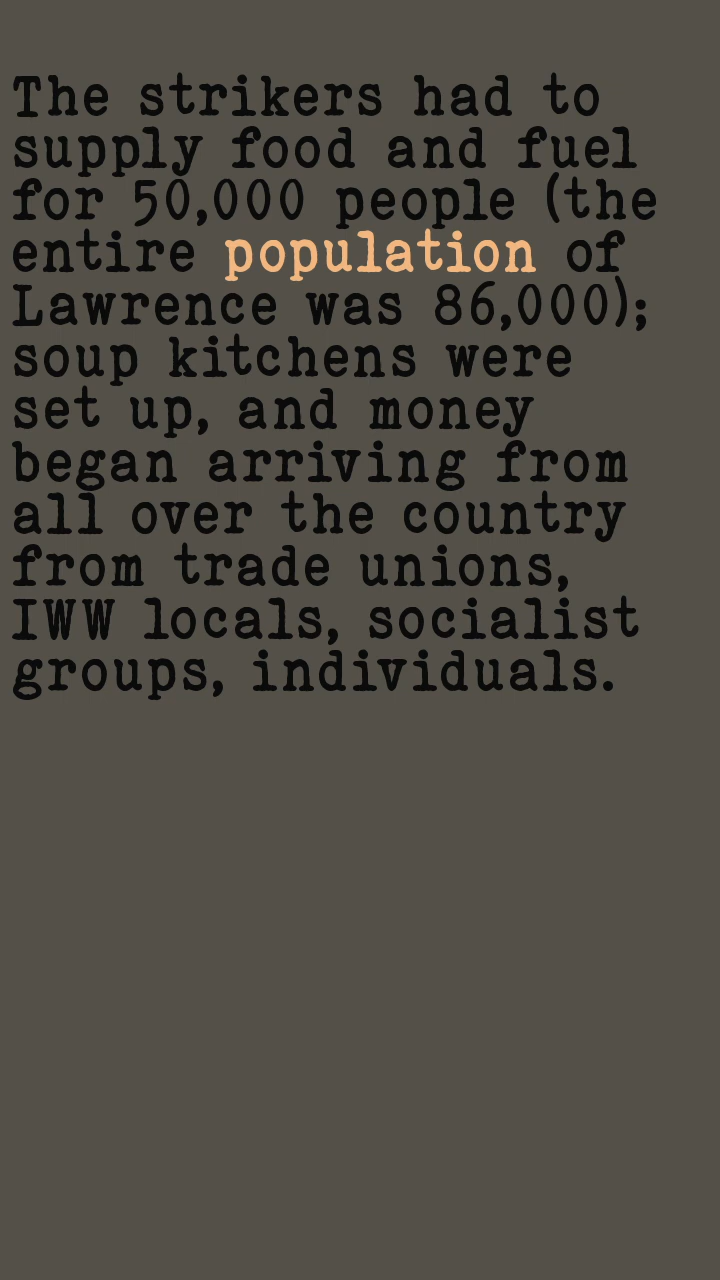 The strikers had to
supply food and fuel
for 50,000 people (the
entire population of
Lawrence was 86,000);
soup kitchens were
set up, and money
began arriving from
all over the country
from trade unions,
IWW locals, socialist
groups, individuals.